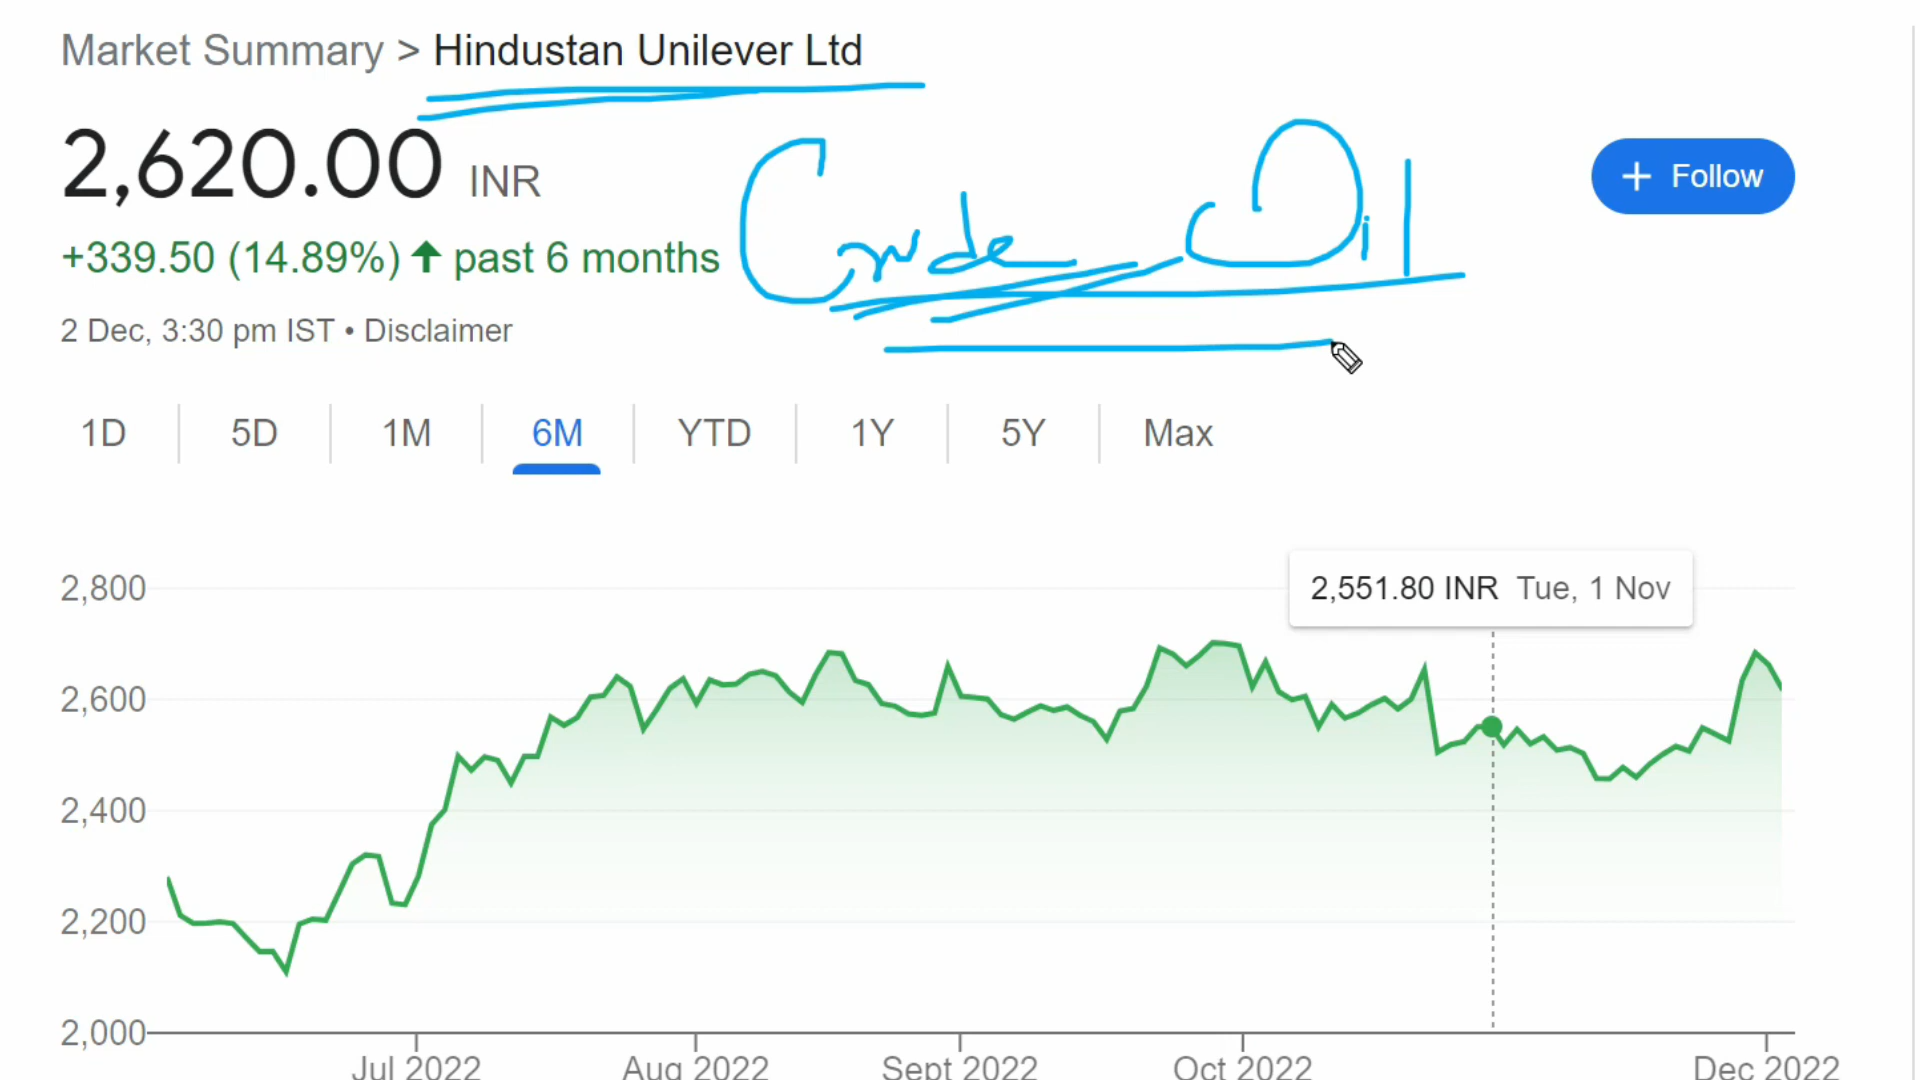 Market Summary > Hindustan Unilever Ltd
2,620.00 INR
Crude Oil
+ Follow
+339.50 (14.89%) ↑ past 6 months
2 Dec, 3:30 pm IST • Disclaimer
1D 5D 1M 6M YTD 1Y 5Y Max
2,551.80 INR Tue, 1 Nov
2,800
2,600
2,400
2,200
2,000
Jul 2022 Aug 2022 Sept 2022 Oct 2022 Dec 2022